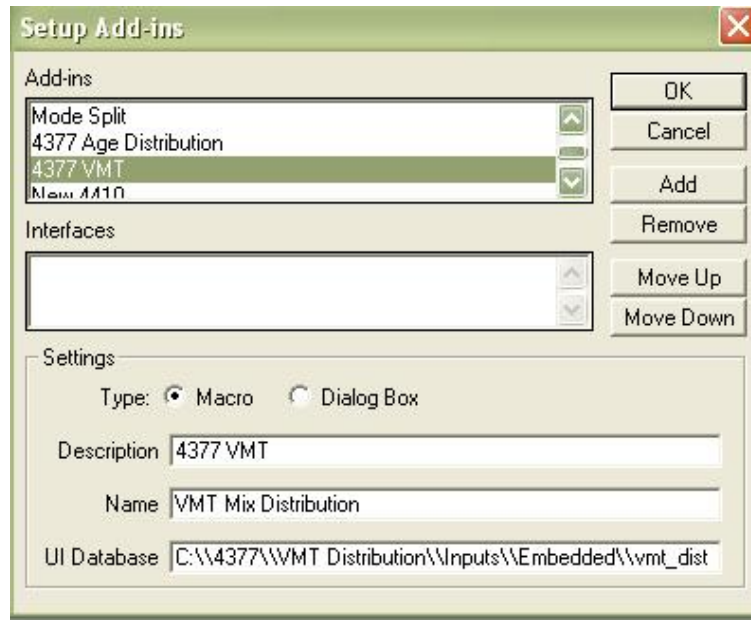 Setup Add-ins
Add-ins
Mode Split
4377 Age Distribution
4377 VMT
New 4410
Interfaces
OK
Cancel
Add
Remove
Move Up
Move Down
Settings
Type: Macro Dialog Box
Description 4377 VMT
Name VMT Mix Distribution
UI Database C:\\4377\\VMT Distribution\\Inputs\\Embedded\\vmt_dist